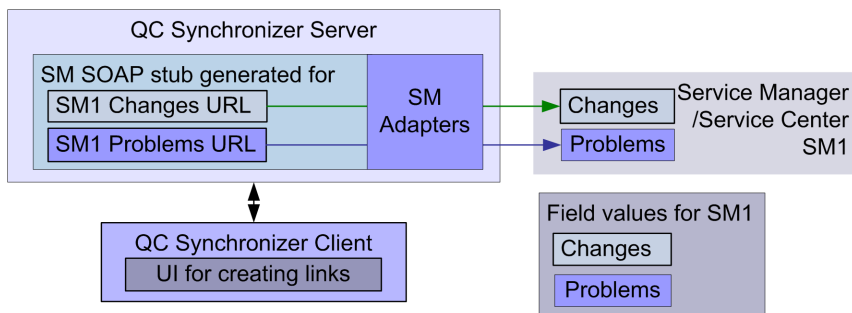 QC Synchronizer Server
SM SOAP stub generated for
SM1 Changes URL
SM1 Problems URL
SM
Adapters
Changes
Problems
Service Manager
/Service Center
SM1
QC Synchronizer Client
UI for creating links
Field values for SM1
Changes
Problems